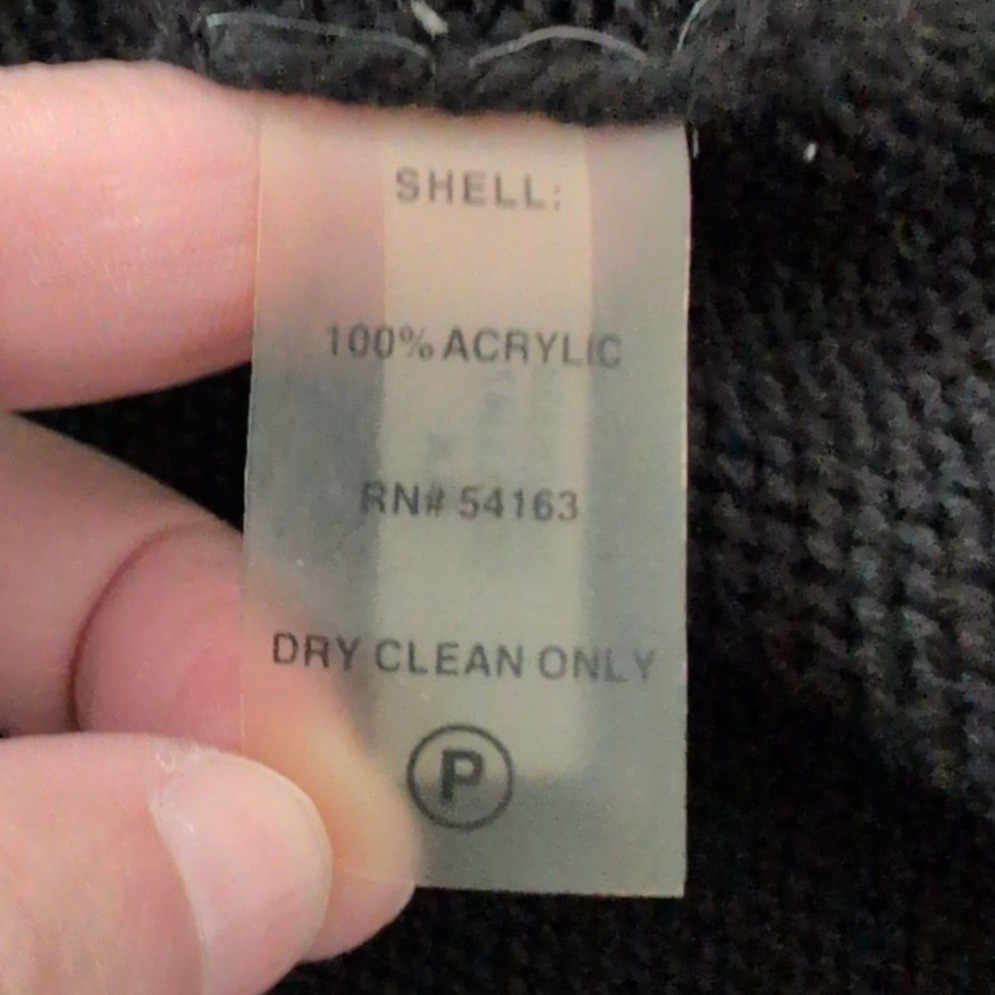 SHELL:
100% ACRYLIC
RN# 54163
DRY CLEAN ONLY
P